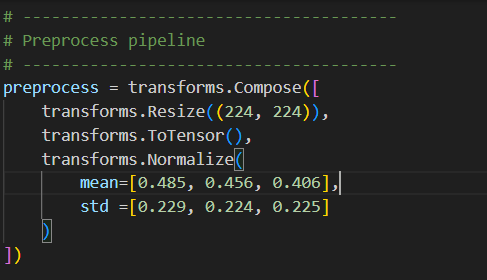 # ---------------------------------------
# Preprocess pipeline
# ---------------------------------------
preprocess = transforms.Compose([
    transforms.Resize((224, 224)),
    transforms.ToTensor(),
    transforms.Normalize(
        mean=[0.485, 0.456, 0.406],
        std =[0.229, 0.224, 0.225]
    )
])